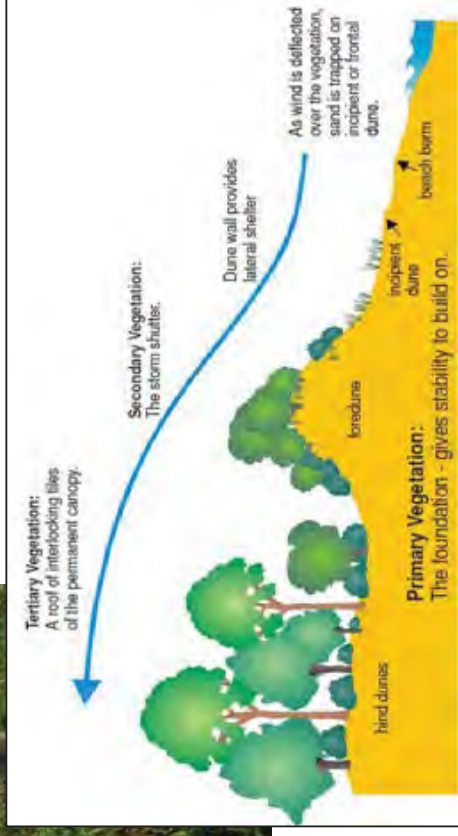 Tertiary Vegetation:
A roof of interlocking tiles
of the permanent canopy.
Secondary Vegetation:
The storm shutter.
Dune wall provides
lateral shelter
As wind is deflected
over the vegetation,
sand is trapped on
incipient or frontal
dune.
hind dunes
foredune
incipient
dune
beach berm
Primary Vegetation:
The foundation - gives stability to build on.